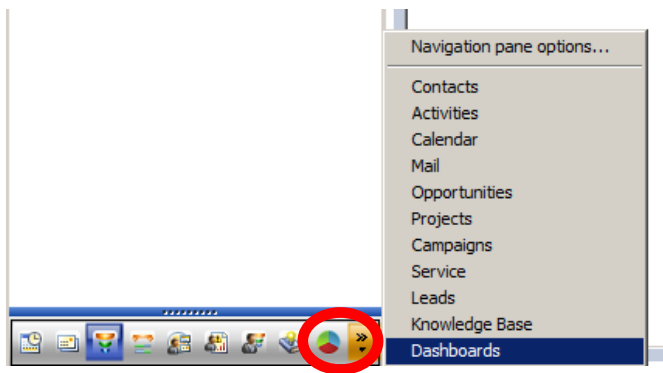 Navigation pane options...
Contacts
Activities
Calendar
Mail
Opportunities
Projects
Campaigns
Service
Leads
Knowledge Base
Dashboards